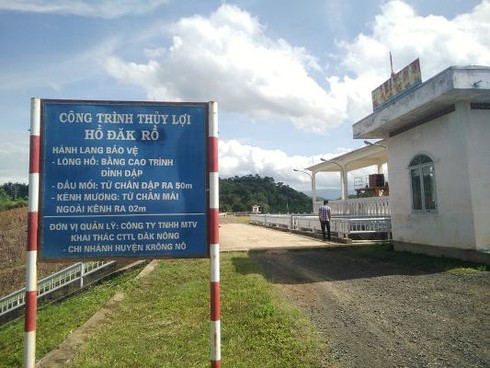 CÔNG TRÌNH THỦY LỢI
HỒ ĐĂK RỒ
HÀNH LANG BẢO VỆ
- LÒNG HỒ: BẰNG CAO TRÌNH
ĐỈNH ĐẬP
- ĐẦU MỐI: TỪ CHÂN ĐẬP RA 50m
- KÊNH MƯƠNG: TỪ CHÂN MÁI
NGOÀI KÊNH RA 02m
ĐƠN VỊ QUẢN LÝ: CÔNG TY TNHH MTV
KHAI THÁC CTTL ĐĂK NÔNG
- CHI NHÁNH HUYỆN KRÔNG NÔ